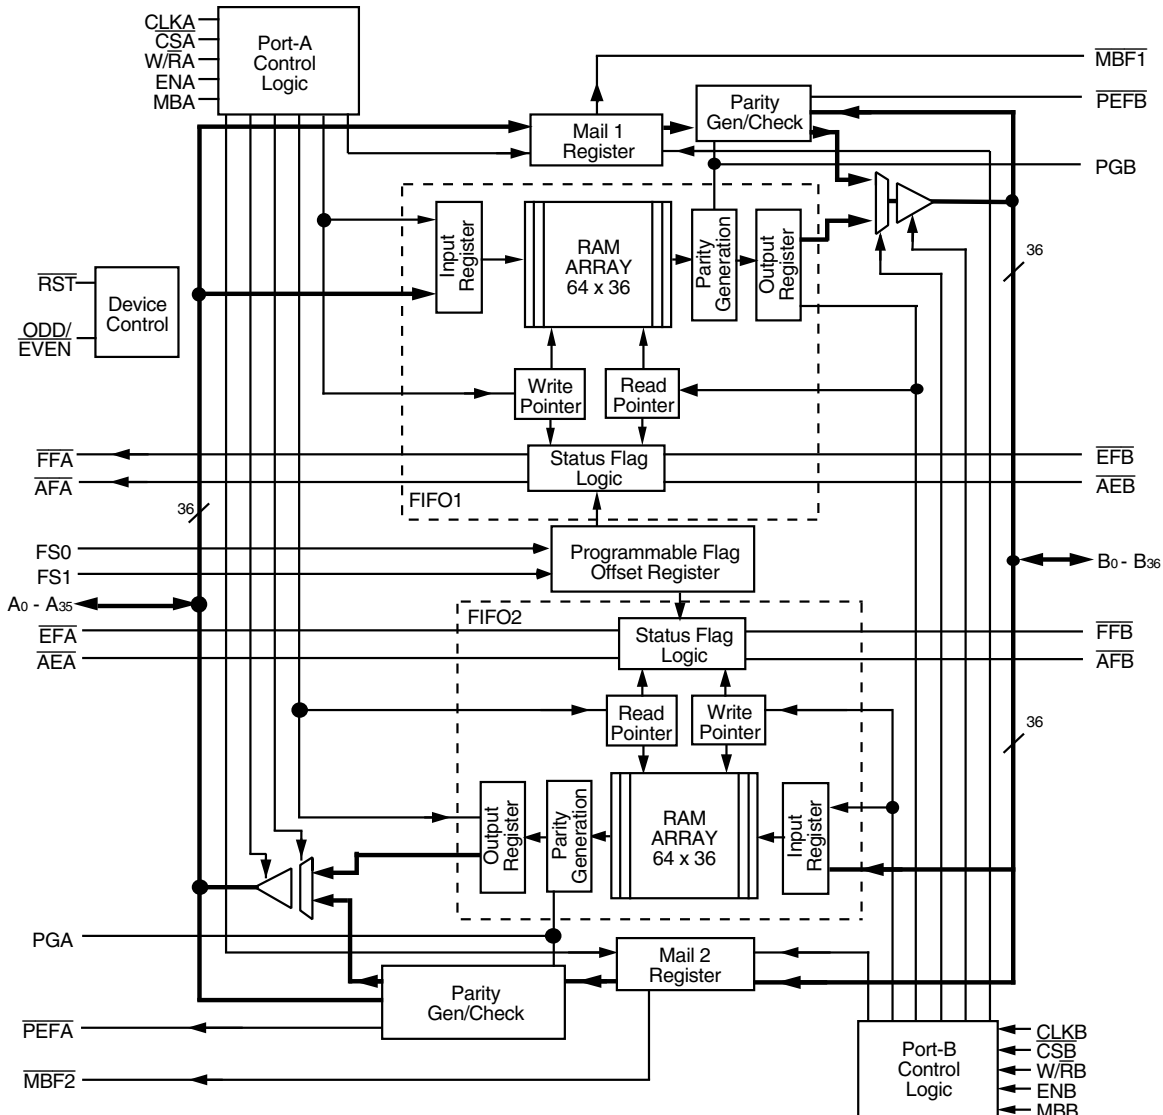 CLKA
CSA
W/RA
ENA
MBA
Port-A
Control
Logic
MBF1
PEFB
PGB
Mail 1
Register
Parity
Gen/Check
Input
Register
RAM
ARRAY
64 x 36
Parity
Generation
Output
Register
36
RST
ODD/
EVEN
Device
Control
Write
Pointer
Read
Pointer
FFA
AFA
Status Flag
Logic
EFB
AEB
FIFO1
36
FS0
FS1
Programmable Flag
Offset Register
A0 - A35
B0 - B36
FIFO2
EFA
AEA
Status Flag
Logic
FFB
AFB
Read
Pointer
Write
Pointer
36
Output
Register
Parity
Generation
RAM
ARRAY
64 x 36
Input
Register
PGA
Mail 2
Register
Parity
Gen/Check
PEFA
MBF2
Port-B
Control
Logic
CLKB
CSB
W/RB
ENB
MBB